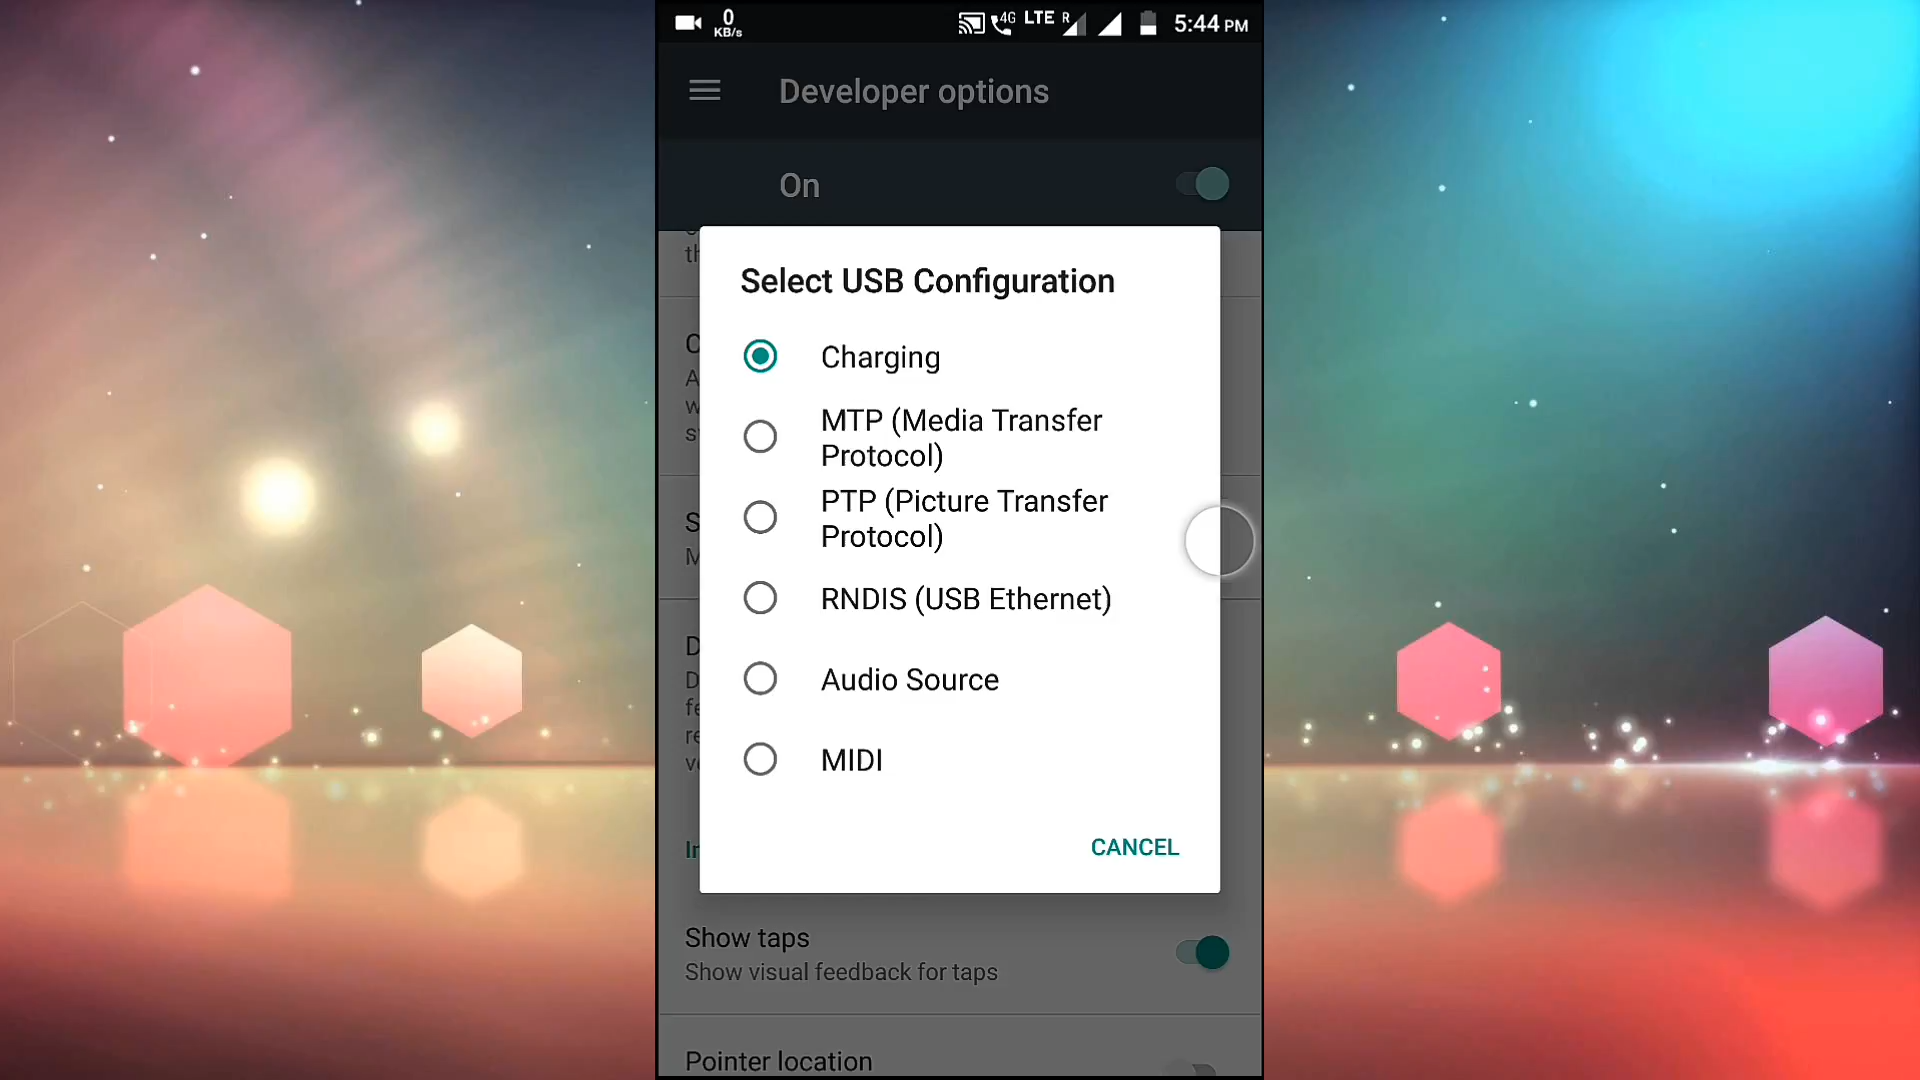 0
KB/s
4G LTE R
5:44 PM
Developer options
On
th
Select USB Configuration
Charging
MTP (Media Transfer
Protocol)
PTP (Picture Transfer
Protocol)
RNDIS (USB Ethernet)
Audio Source
MIDI
CANCEL
Show taps
Show visual feedback for taps
Pointer location